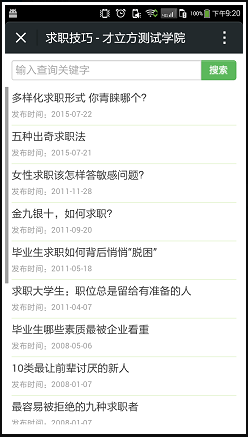 100% 下午9:20
求职技巧 - 才立方测试学院
输入查询关键字 搜索
多样化求职形式 你青睐哪个?
发布时间：2015-07-22
五种出奇求职法
发布时间：2015-07-21
女性求职该怎样答敏感问题?
发布时间：2011-11-28
金九银十，如何求职?
发布时间：2011-09-20
毕业生求职如何背后悄悄“脱困”
发布时间：2011-05-18
求职大学生：职位总是留给有准备的人
发布时间：2011-04-07
毕业生哪些素质最被企业看重
发布时间：2008-05-06
10类最让前辈讨厌的新人
发布时间：2008-01-07
最容易被拒绝的九种求职者
发布时间：2008-01-07